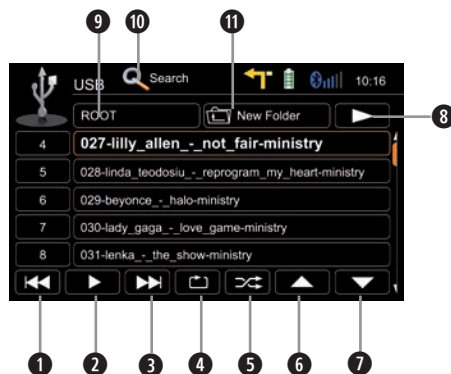 9 10 11
USB Search 10:16
ROOT New Folder
8
4 027-lilly_allen_-_not_fair-ministry
5 028-linda_teodosiu_-_reprogram_my_heart-ministry
6 029-beyonce_-_halo-ministry
7 030-lady_gaga_-_love_game-ministry
8 031-lenka_-_the_show-ministry
1 2 3 4 5 6 7